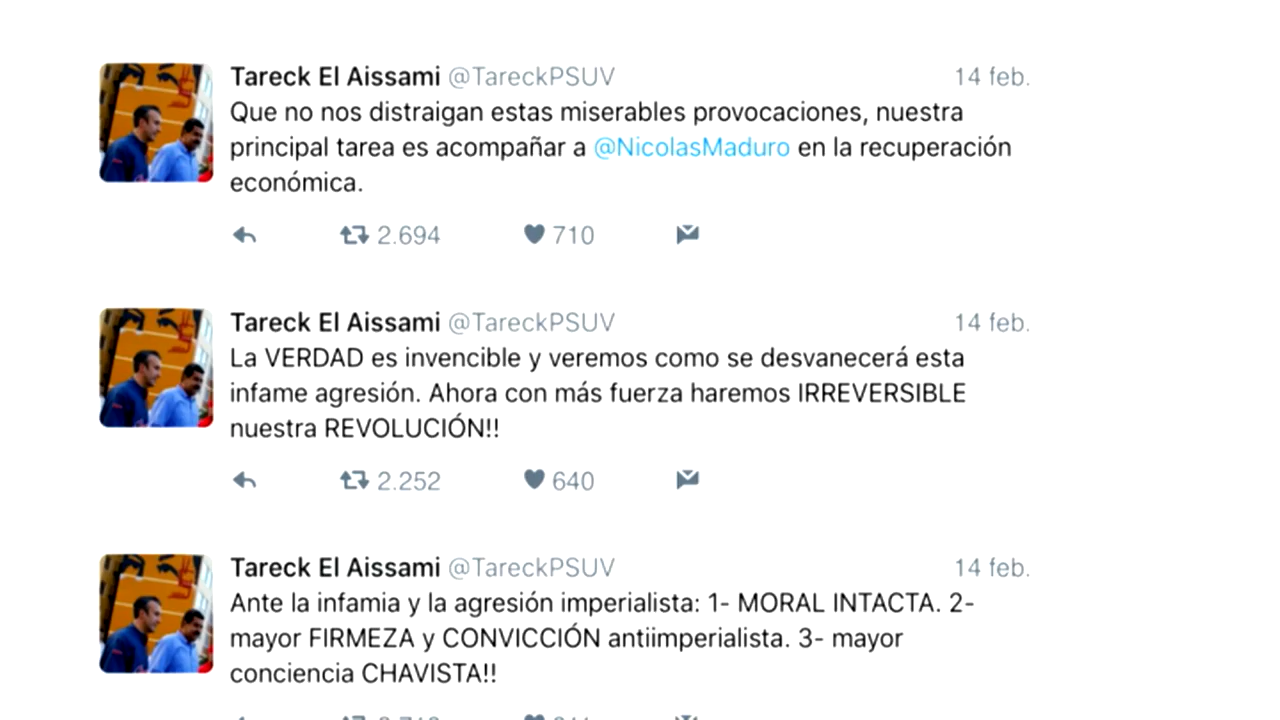 Tareck El Aissami @TareckPSUV 14 feb.
Que no nos distraigan estas miserables provocaciones, nuestra
principal tarea es acompañar a @NicolasMaduro en la recuperación
económica.
2.694 710
Tareck El Aissami @TareckPSUV 14 feb.
La VERDAD es invencible y veremos como se desvanecerá esta
infame agresión. Ahora con más fuerza haremos IRREVERSIBLE
nuestra REVOLUCIÓN!!
2.252 640
Tareck El Aissami @TareckPSUV 14 feb.
Ante la infamia y la agresión imperialista: 1- MORAL INTACTA. 2-
mayor FIRMEZA y CONVICCIÓN antiimperialista. 3- mayor
conciencia CHAVISTA!!